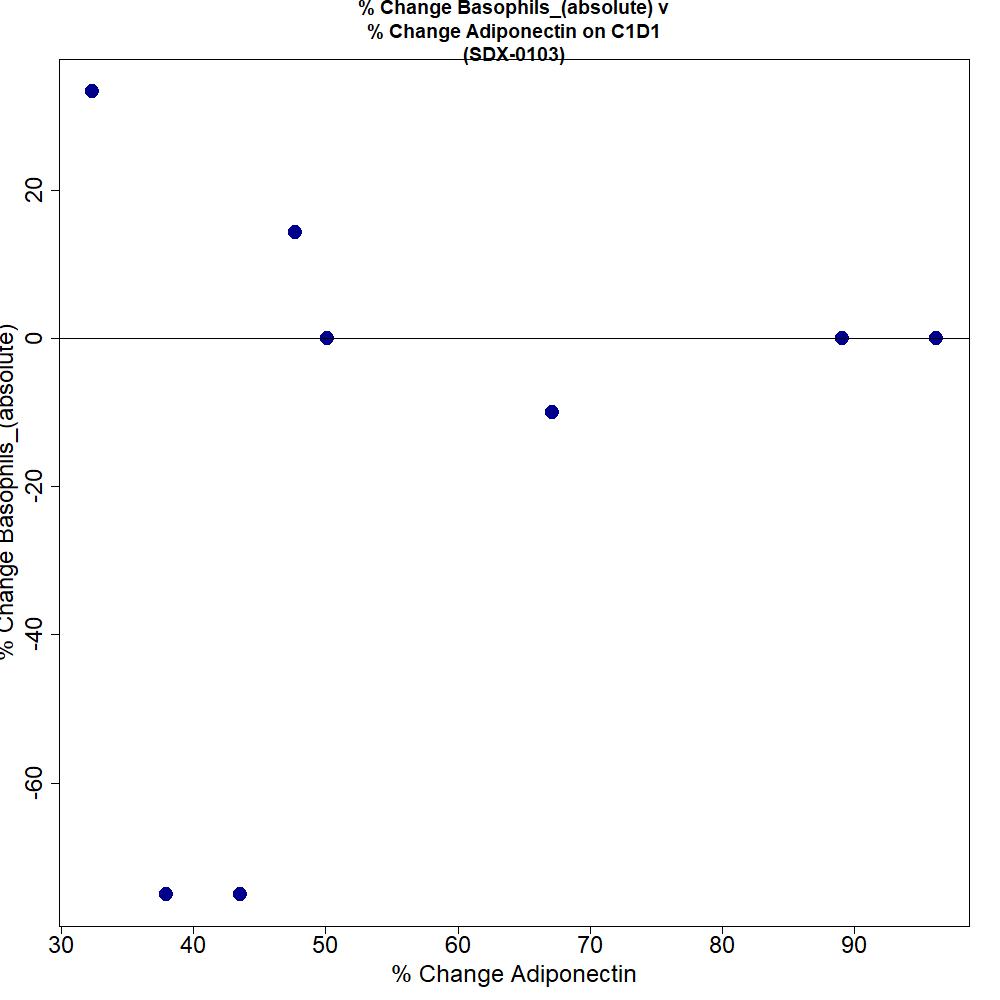 % Change Basophils_(absolute) v
% Change Adiponectin on C1D1
(SDX-0103)
% Change Basophils_(absolute)
20
0
-20
-40
-60
30 40 50 60 70 80 90
% Change Adiponectin